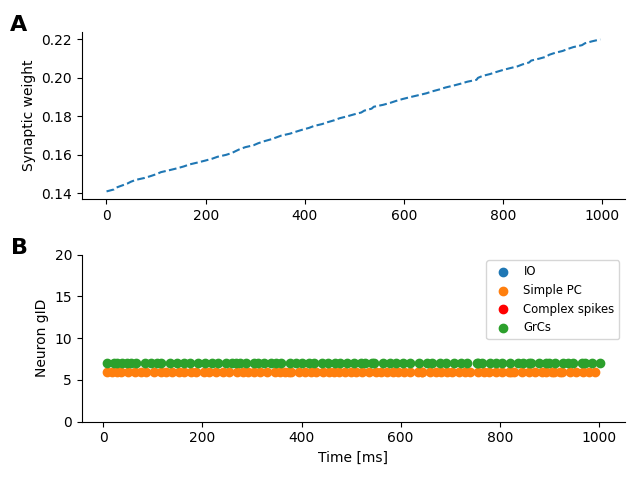 A
Synaptic weight
0.22
0.20
0.18
0.16
0.14
0 200 400 600 800 1000
B
Neuron gID
20
15
10
5
0
IO
Simple PC
Complex spikes
GrCs
0 200 400 600 800 1000
Time [ms]